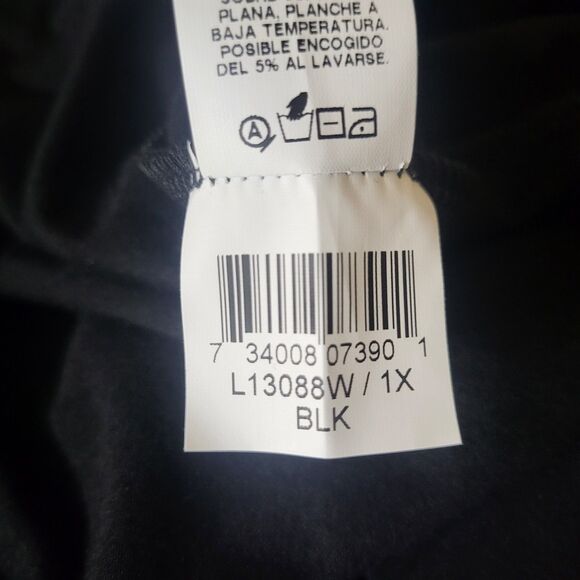 PLANA, PLANCHE A
BAJA TEMPERATURA.
POSIBLE ENCOGIDO
DEL 5% AL LAVARSE.
A
7 34008 07390 1
L13088W / 1X
BLK